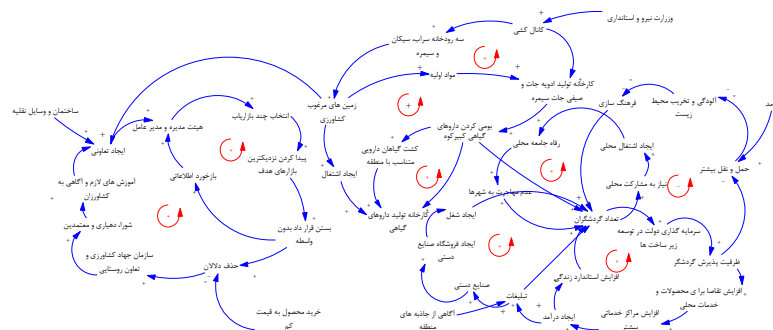 وزارت نیرو و استانداری
کانال کشی
سه رودخانه سراب، سیکان
و سیمره
مواد اولیه
کارخانه تولید ادویه جات و
صیفی جات سیمره
زمین های مرغوب
کشاورزی
آلودگی و تخریب محیط
زیست
فرهنگ سازی
ساختمان و وسایل نقلیه
انتخاب چند بازاریاب
هیئت مدیره و مدیر عامل
ایجاد تعاونی
بومی کردن داروهای
گیاهی کبیرکوه
رفاه جامعه محلی
ایجاد اشتغال محلی
کشت گیاهان دارویی
متناسب با منطقه
پیدا کردن نزدیکترین
بازارهای هدف
ایجاد اشتغال
بازخورد اطلاعاتی
حمل و نقل بیشتر
نیاز به مشارکت محلی
عدم مهاجرت به شهرها
آموزش های لازم و آگاهی به
کشاورزان
کارخانه تولید داروهای
گیاهی
ایجاد شغل
تعداد گردشگران
شورا، دهیاری و معتمدین
بستن قرار داد بدون
واسطه
سرمایه گذاری دولت در توسعه
زیر ساخت ها
ایجاد فروشگاه صنایع
دستی
ظرفیت پذیرش گردشگر
سازمان جهاد کشاورزی و
تعاون روستایی
حذف دلالان
افزایش استاندارد زندگی
صنایع دستی
تبلیغات
افزایش تقاضا برای محصولات و
خدمات محلی
خرید محصول به قیمت
کم
آگاهی از جاذبه های
منطقه
ایجاد درآمد
افزایش مراکز خدماتی
بیشتر